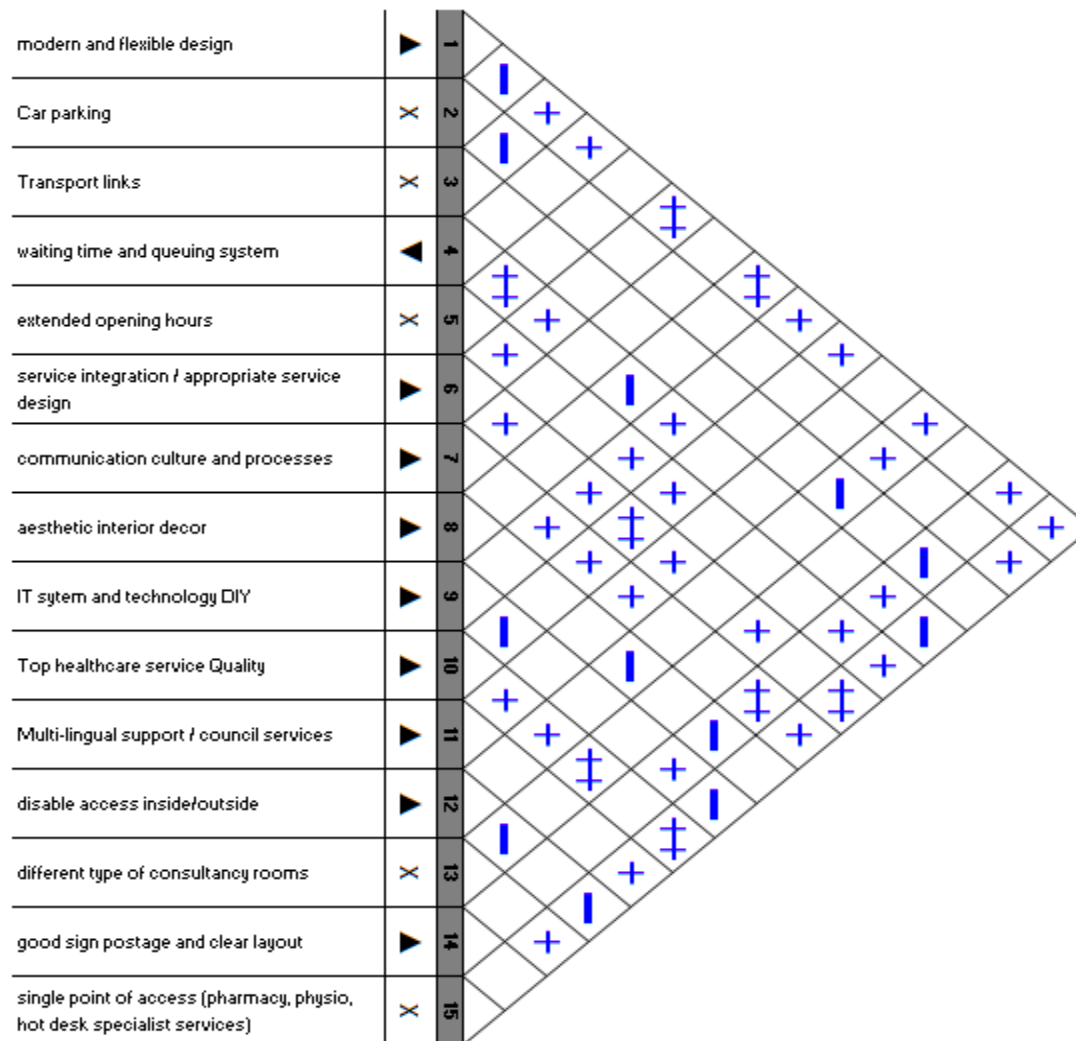 modern and flexible design
1
Car parking
2
Transport links
3
waiting time and queuing system
4
extended opening hours
5
service integration / appropriate service
design
6
communication culture and processes
7
aesthetic interior decor
8
IT sytem and technology DIY
9
Top healthcare service Quality
10
Multi-lingual support / council services
11
disable access inside/outside
12
different type of consultancy rooms
13
good sign postage and clear layout
14
single point of access (pharmacy, physio,
hot desk specialist services)
15